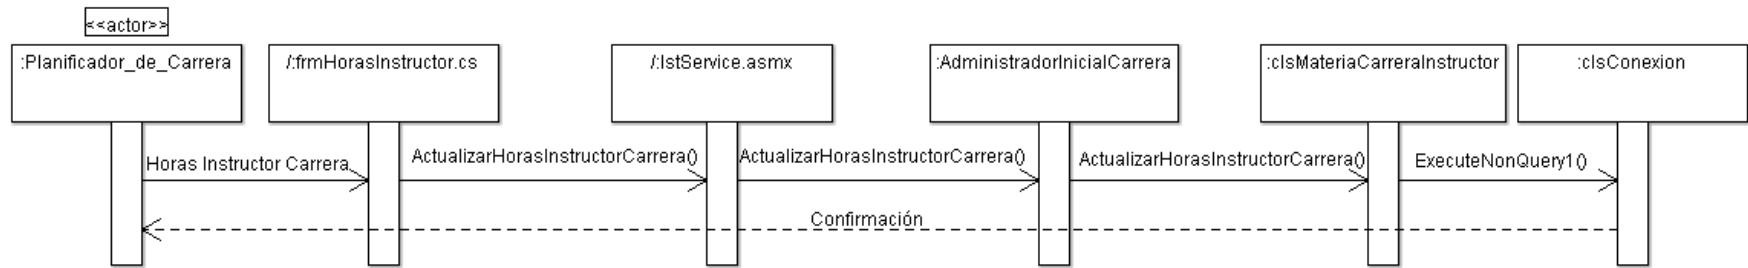 <<actor>>
:Planificador_de_Carrera
/:frmHorasInstructor.cs
/:IstService.asmx
:AdministradorInicialCarrera
:clsMateriaCarreraInstructor
:clsConexion
Horas Instructor Carrera
ActualizarHorasInstructorCarrera()
ActualizarHorasInstructorCarrera()
ActualizarHorasInstructorCarrera()
ExecuteNonQuery1()
Confirmación